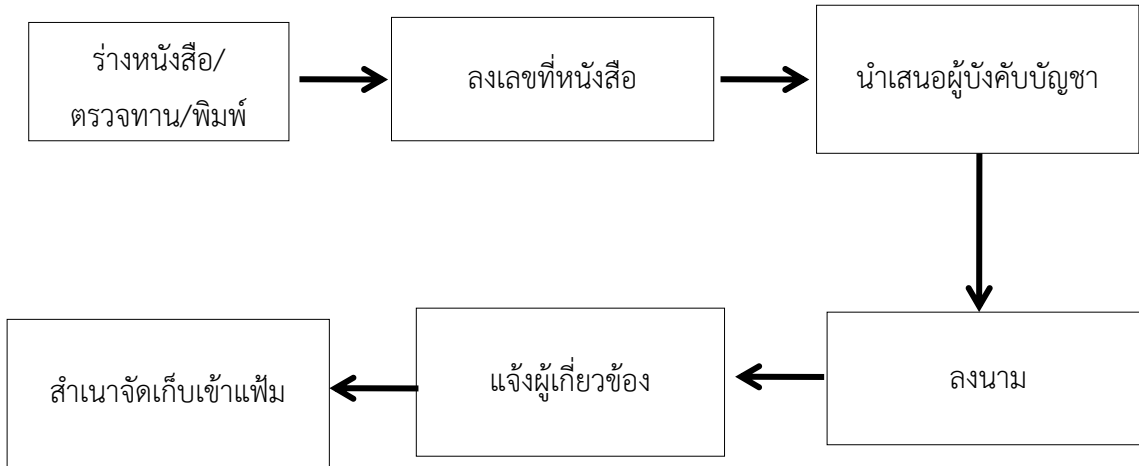 ร่างหนังสือ/
ตรวจทาน/พิมพ์
ลงเลขที่หนังสือ
นำเสนอผู้บังคับบัญชา
ลงนาม
แจ้งผู้เกี่ยวข้อง
สำเนาจัดเก็บเข้าแฟ้ม